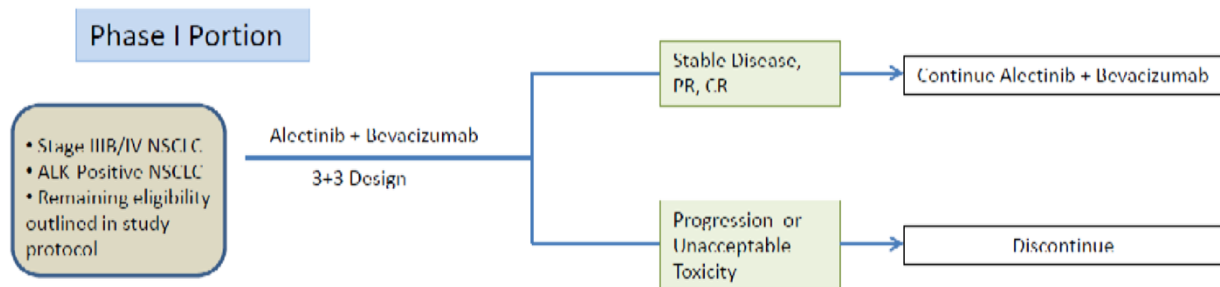 Phase I Portion
• Stage IIIB/IV NSCLC
• ALK Positive NSCLC
• Remaining eligibility
outlined in study
protocol
Alectinib + Bevacizumab
3+3 Design
Stable Disease,
PR, CR
Continue Alectinib + Bevacizumab
Progression or
Unacceptable
Toxicity
Discontinue